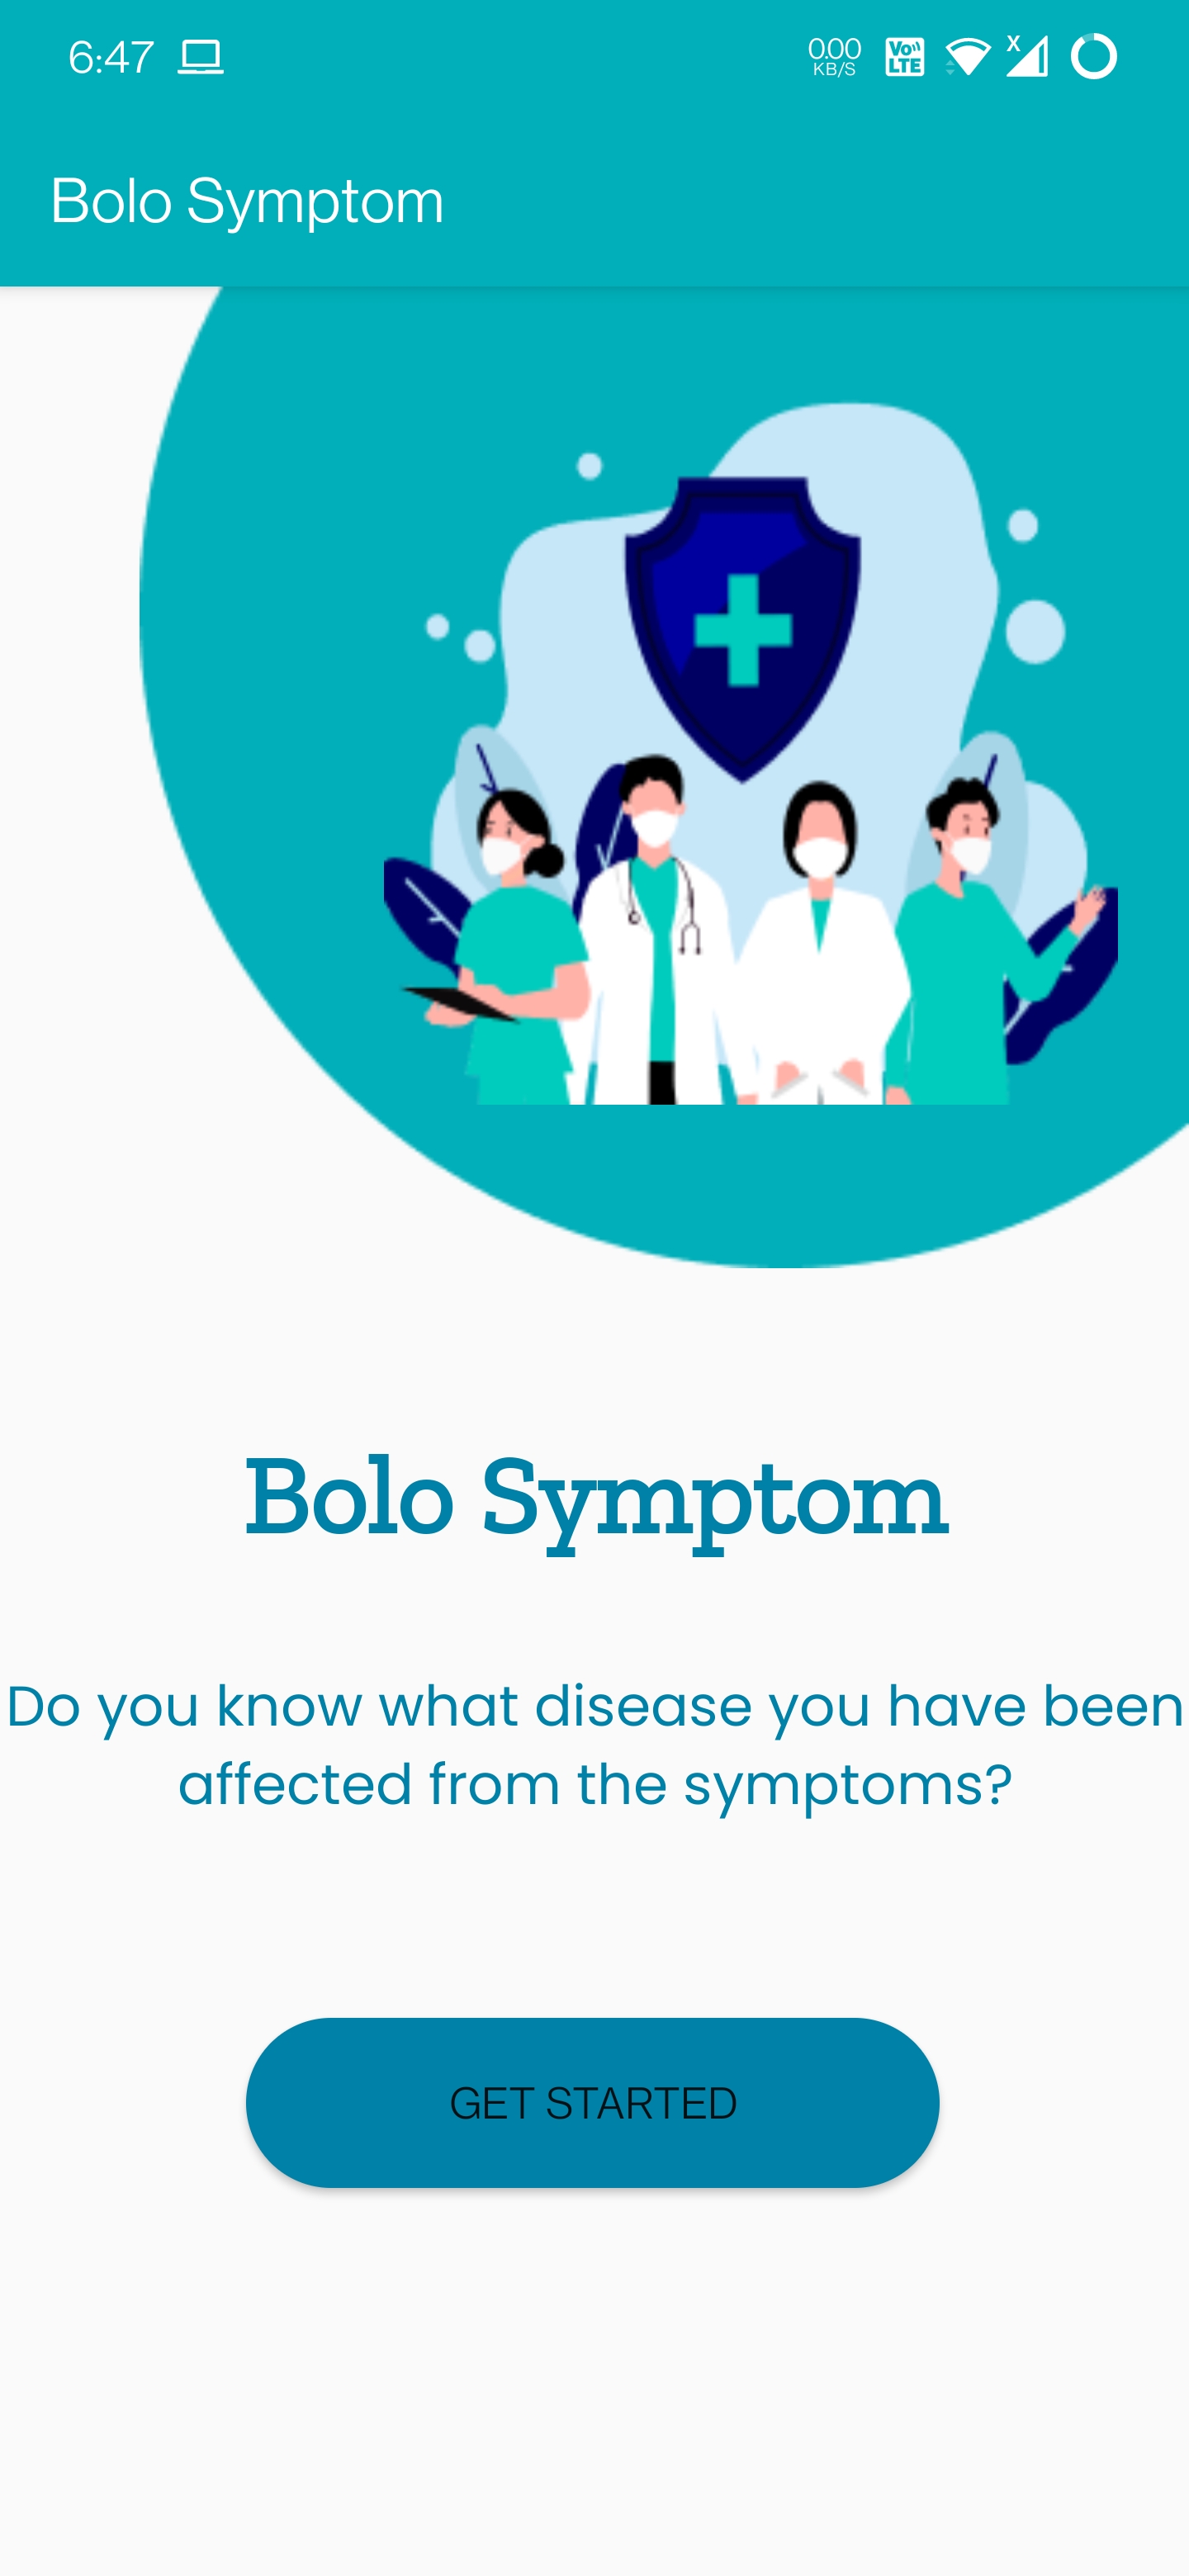 6:47 0.00 KB/S Vo LTE X
Bolo Symptom
Bolo Symptom
Do you know what disease you have been
affected from the symptoms?
GET STARTED